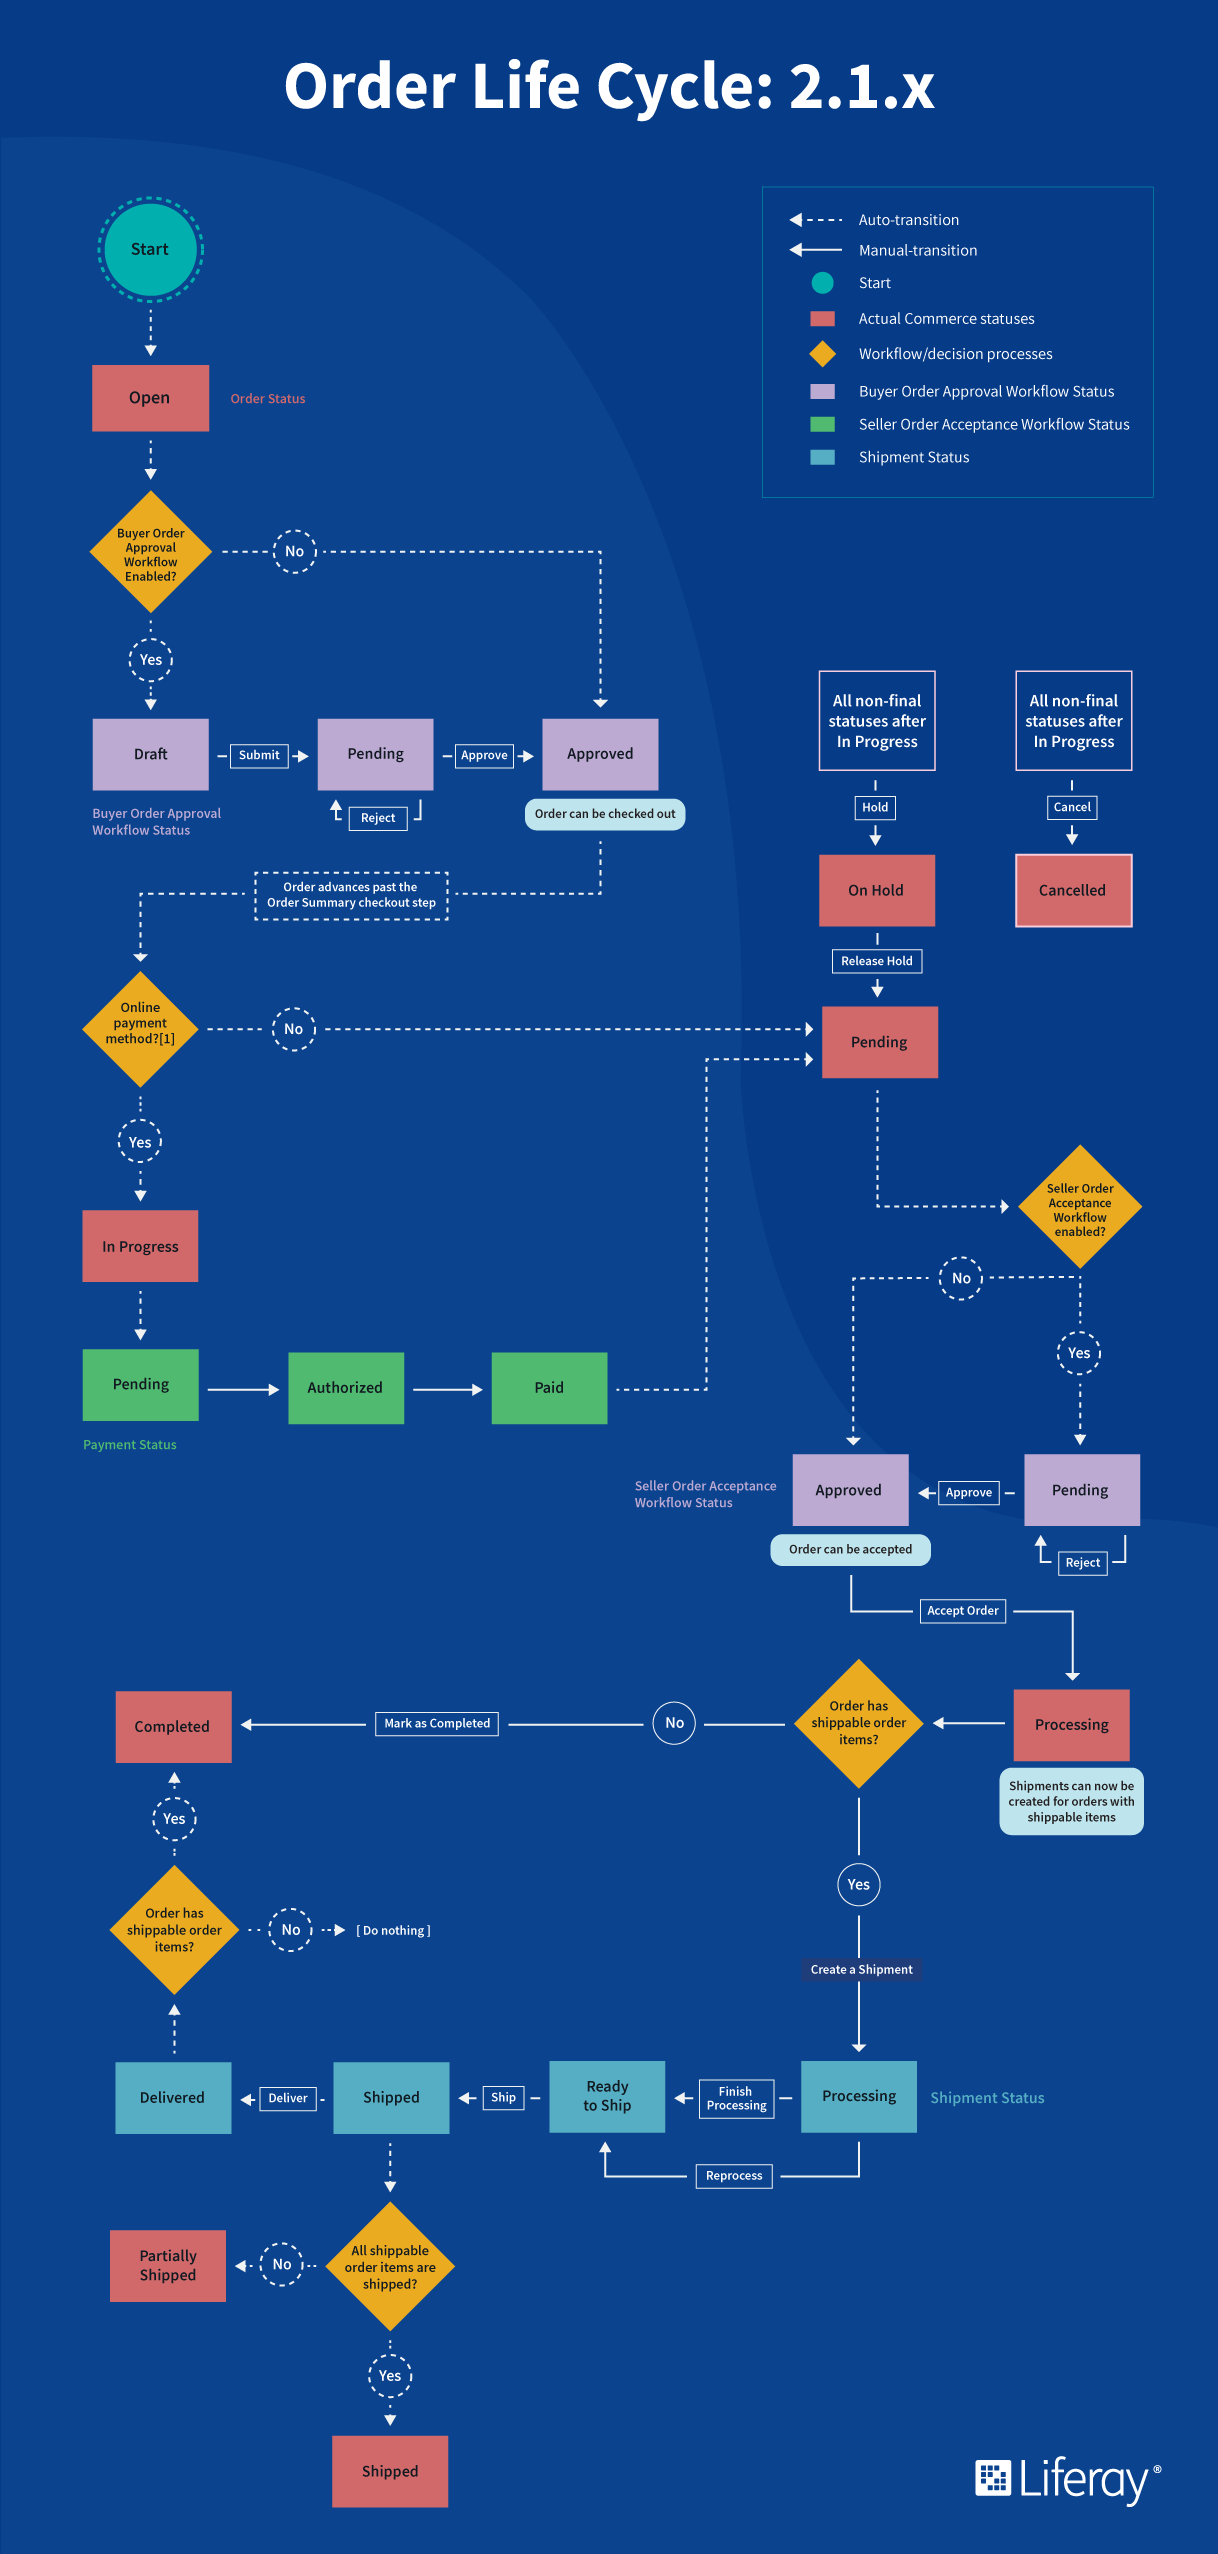 Order Life Cycle: 2.1.x
Auto-transition
Manual-transition
Start
Actual Commerce statuses
Workflow/decision processes
Buyer Order Approval Workflow Status
Seller Order Acceptance Workflow Status
Shipment Status
Start
Open
Order Status
Buyer Order
Approval
Workflow
Enabled?
No
Yes
Draft
Submit
Pending
Approve
Approved
Reject
Order can be checked out
Buyer Order Approval
Workflow Status
Order advances past the
Order Summary checkout step
All non-final
statuses after
In Progress
All non-final
statuses after
In Progress
Hold
Cancel
On Hold
Cancelled
Release Hold
Online
payment
method?[1]
No
Pending
Yes
In Progress
Seller Order
Acceptance
Workflow
enabled?
No
Yes
Pending
Authorized
Paid
Payment Status
Seller Order Acceptance
Workflow Status
Approved
Approve
Pending
Order can be accepted
Reject
Accept Order
Completed
Mark as Completed
No
Order has
shippable order
items?
Processing
Shipments can now be
created for orders with
shippable items
Yes
Yes
Order has
shippable order
items?
No
[ Do nothing ]
Create a Shipment
Delivered
Deliver
Shipped
Ship
Ready
to Ship
Finish
Processing
Processing
Shipment Status
Reprocess
Partially
Shipped
No
All shippable
order items are
shipped?
Yes
Shipped
Liferay®